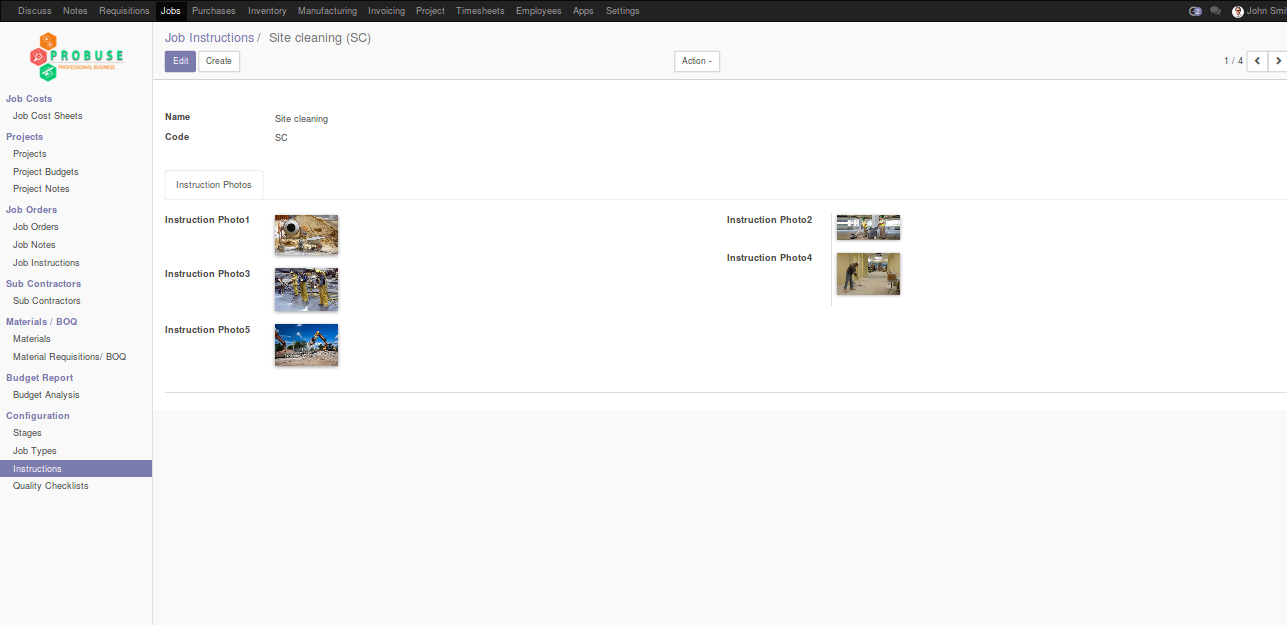 Discuss Notes Requisitions Jobs Purchases Inventory Manufacturing Invoicing Project Timesheets Employees Apps Settings
John Smi
PROBUSE
PROFESSIONAL BUSINESS
Job Costs
Job Cost Sheets
Projects
Projects
Project Budgets
Project Notes
Job Orders
Job Orders
Job Notes
Job Instructions
Sub Contractors
Sub Contractors
Materials / BOQ
Materials
Material Requisitions/ BOQ
Budget Report
Budget Analysis
Configuration
Stages
Job Types
Instructions
Quality Checklists
Job Instructions / Site cleaning (SC)
Edit Create Action 1 / 4
Name Site cleaning
Code SC
Instruction Photos
Instruction Photo1 Instruction Photo2
Instruction Photo3 Instruction Photo4
Instruction Photo5